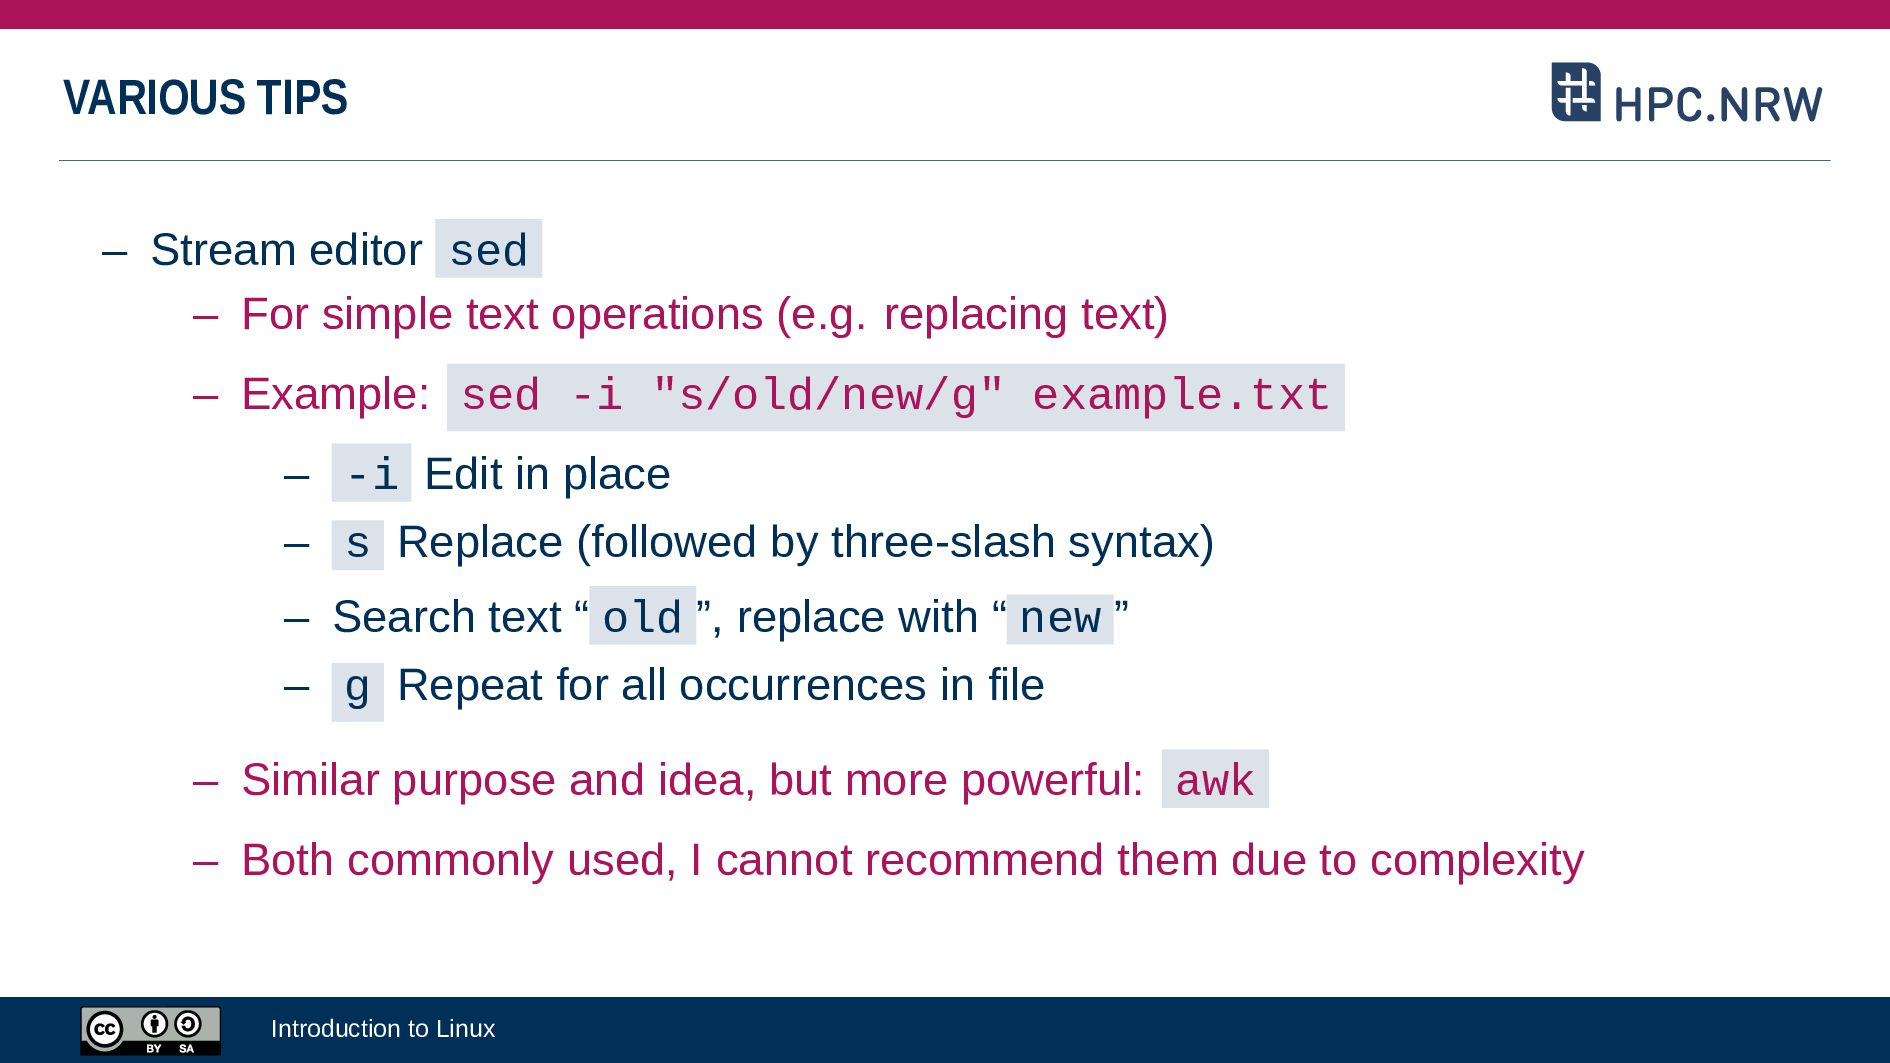 VARIOUS TIPS
HPC.NRW
– Stream editor sed
– For simple text operations (e.g. replacing text)
– Example: sed -i "s/old/new/g" example.txt
– -i Edit in place
– s Replace (followed by three-slash syntax)
– Search text “old”, replace with “new”
– g Repeat for all occurrences in file
– Similar purpose and idea, but more powerful: awk
– Both commonly used, I cannot recommend them due to complexity
cc
BY SA
Introduction to Linux